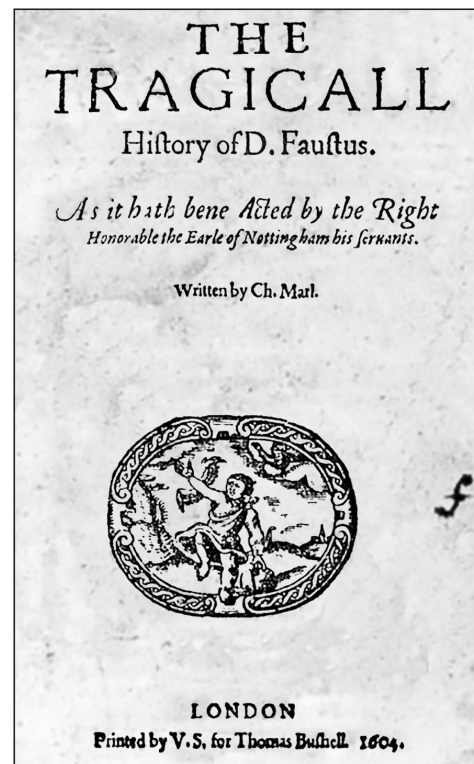 THE
TRAGICALL
Hiſtory of D. Fauſtus.
As it hath bene Acted by the Right
Honorable the Earle of Nottingham his ſeruants.
Written by Ch. Marl.
LONDON
Printed by V.S. for Thomas Buſhell. 1604.